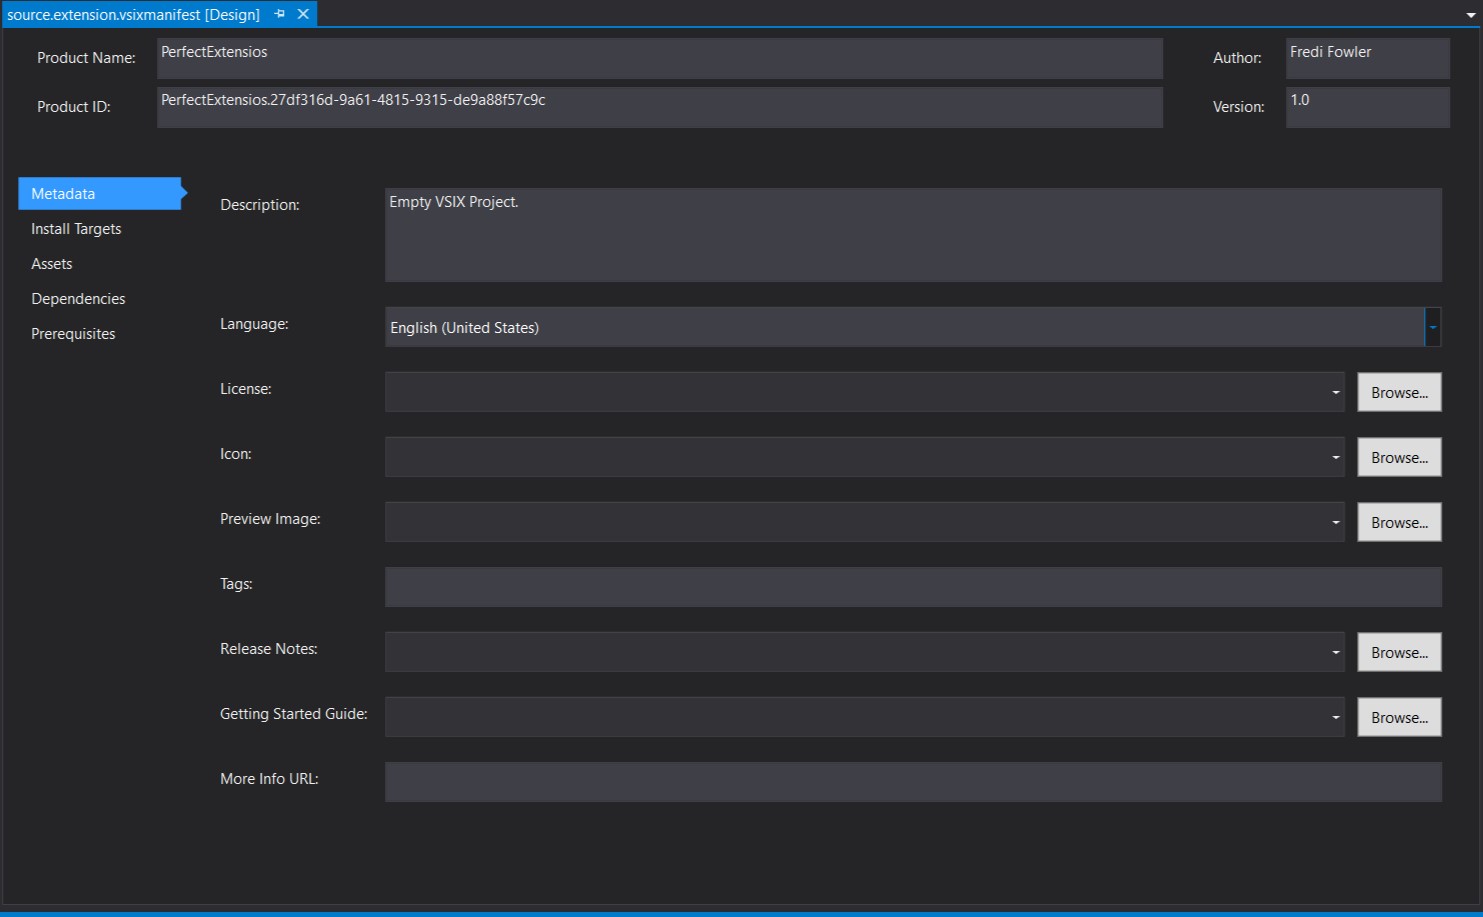 source.extension.vsixmanifest [Design]
Product Name: PerfectExtensios Author: Fredi Fowler
Product ID: PerfectExtensios.27df316d-9a61-4815-9315-de9a88f57c9c Version: 1.0
Metadata
Install Targets
Assets
Dependencies
Prerequisites
Description: Empty VSIX Project.
Language: English (United States)
License: Browse...
Icon: Browse...
Preview Image: Browse...
Tags:
Release Notes: Browse...
Getting Started Guide: Browse...
More Info URL: